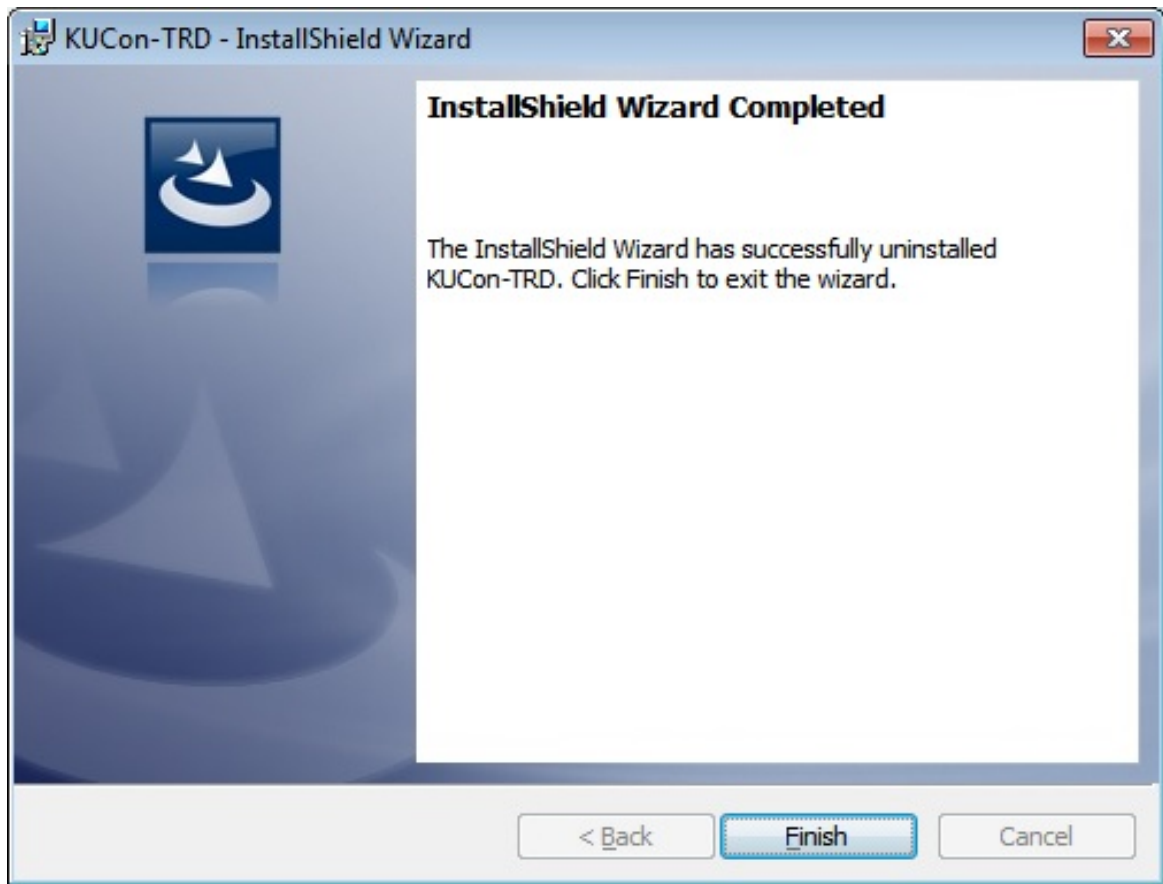 KUCon-TRD - InstallShield Wizard
InstallShield Wizard Completed
The InstallShield Wizard has successfully uninstalled
KUCon-TRD. Click Finish to exit the wizard.
< Back
Finish
Cancel